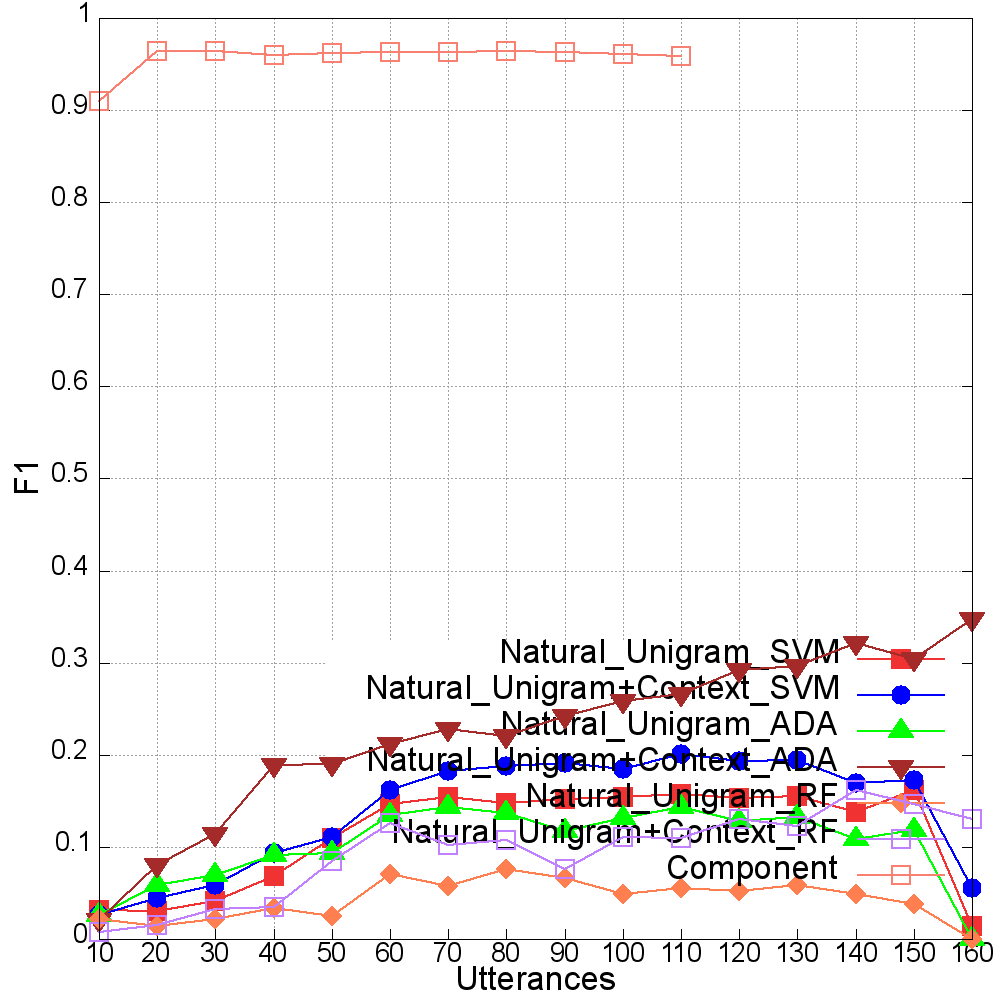 1
0.9
0.8
0.7
0.6
0.5
0.4
0.3
0.2
0.1
0
F1
Natural_Unigram_SVM
Natural_Unigram+Context_SVM
Natural_Unigram_ADA
Natural_Unigram+Context_ADA
Natural_Unigram_RF
Natural_Unigram+Context_RF
Component
10 20 30 40 50 60 70 80 90 100 110 120 130 140 150 160
Utterances